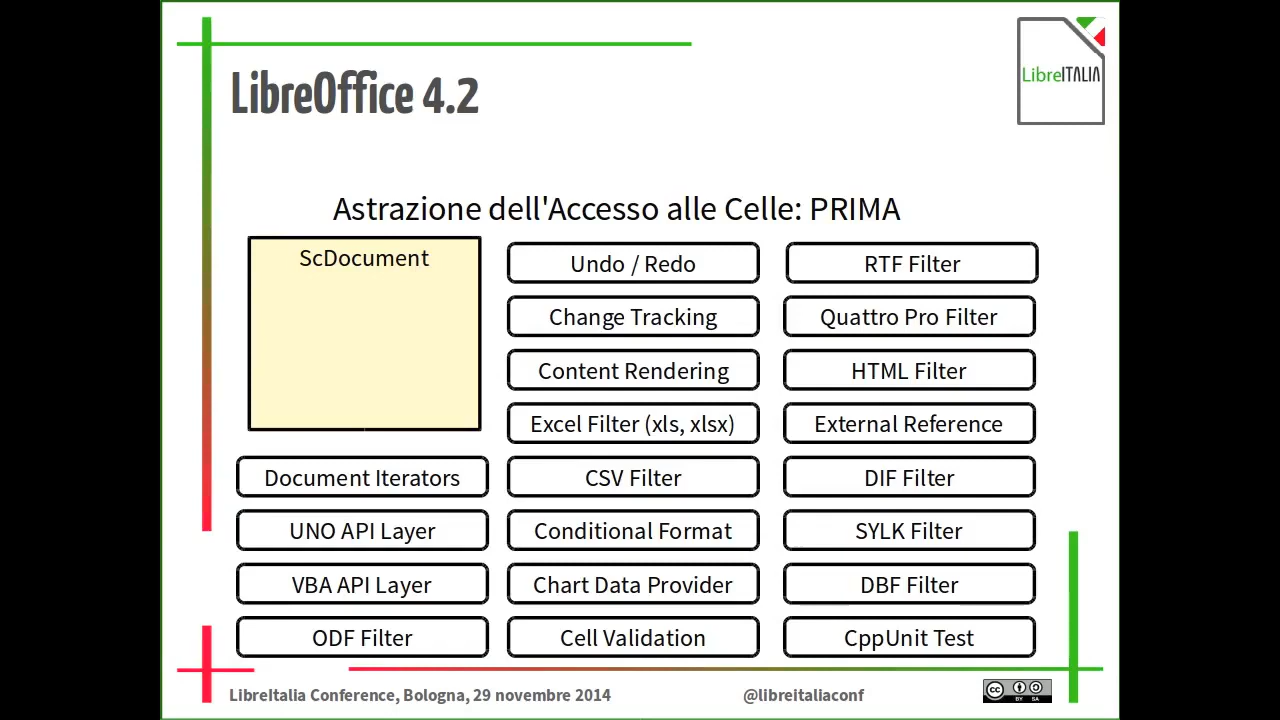 LibreOffice 4.2
LibreITALIA
Astrazione dell'Accesso alle Celle: PRIMA
ScDocument
Document Iterators
UNO API Layer
VBA API Layer
ODF Filter
Undo / Redo
Change Tracking
Content Rendering
Excel Filter (xls, xlsx)
CSV Filter
Conditional Format
Chart Data Provider
Cell Validation
RTF Filter
Quattro Pro Filter
HTML Filter
External Reference
DIF Filter
SYLK Filter
DBF Filter
CppUnit Test
LibreItalia Conference, Bologna, 29 novembre 2014
@libreitaliaconf
cc
BY SA